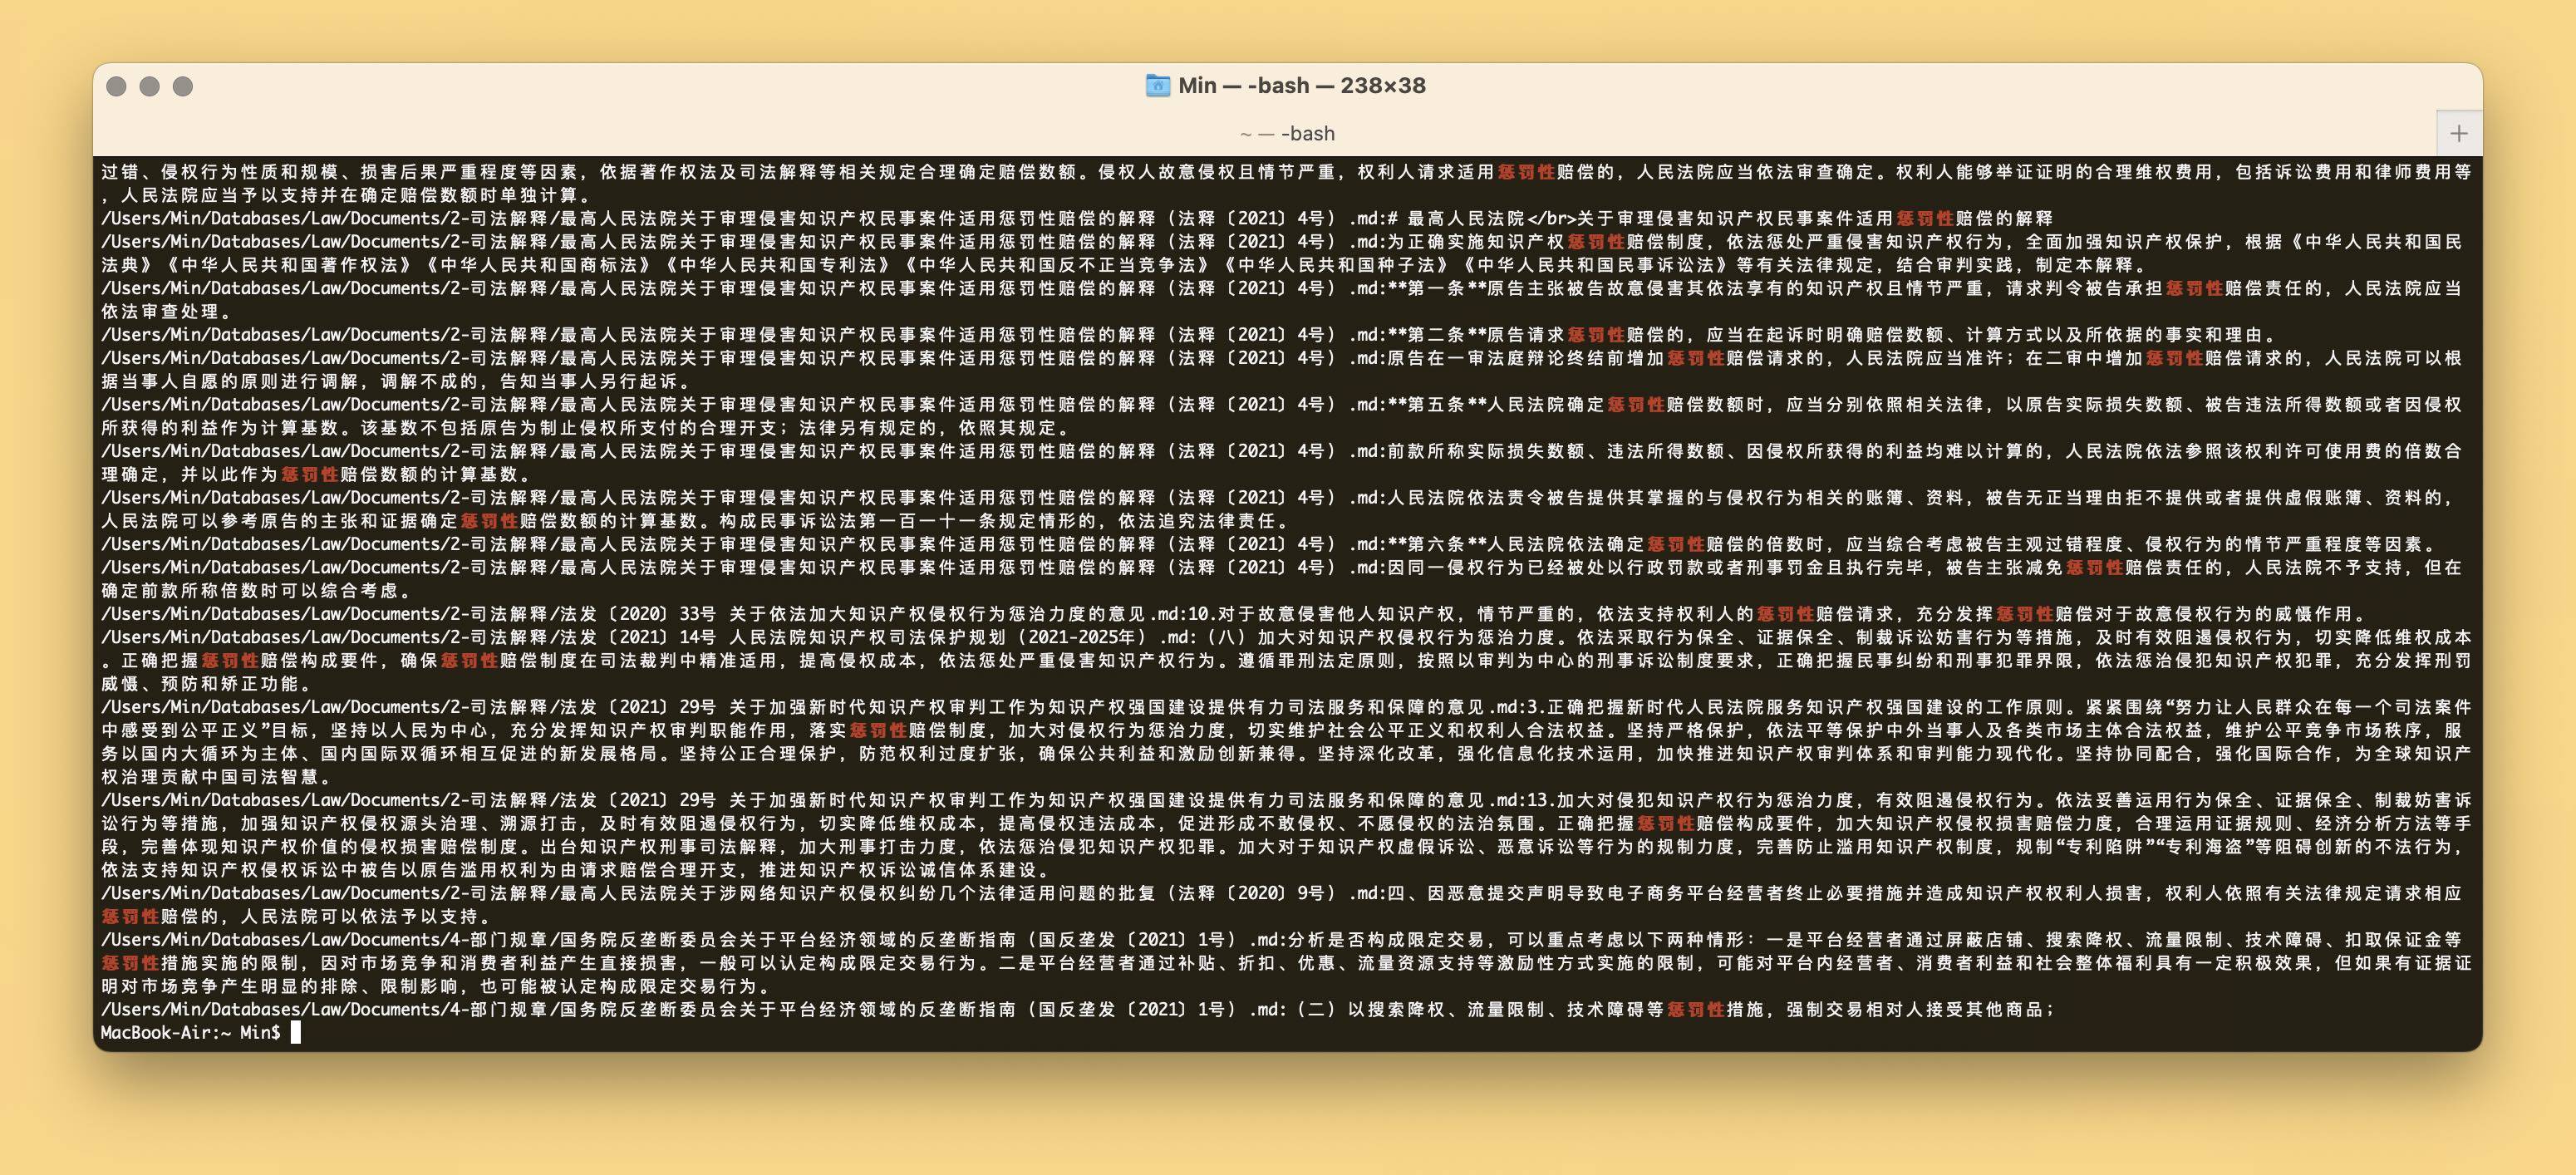 Min — -bash — 238×38
~ — -bash
过错、侵权行为性质和规模、损害后果严重程度等因素，依据著作权法及司法解释等相关规定合理确定赔偿数额。侵权人故意侵权且情节严重，权利人请求适用惩罚性赔偿的，人民法院应当依法审查确定。权利人能够举证证明的合理维权费用，包括诉讼费用和律师费用等
，人民法院应当予以支持并在确定赔偿数额时单独计算。
/Users/Min/Databases/Law/Documents/2-司法解释/最高人民法院关于审理侵害知识产权民事案件适用惩罚性赔偿的解释（法释〔2021〕4号）.md:# 最高人民法院</br>关于审理侵害知识产权民事案件适用惩罚性赔偿的解释
/Users/Min/Databases/Law/Documents/2-司法解释/最高人民法院关于审理侵害知识产权民事案件适用惩罚性赔偿的解释（法释〔2021〕4号）.md:为正确实施知识产权惩罚性赔偿制度，依法惩处严重侵害知识产权行为，全面加强知识产权保护，根据《中华人民共和国民
法典》《中华人民共和国著作权法》《中华人民共和国商标法》《中华人民共和国专利法》《中华人民共和国反不正当竞争法》《中华人民共和国种子法》《中华人民共和国民事诉讼法》等有关法律规定，结合审判实践，制定本解释。
/Users/Min/Databases/Law/Documents/2-司法解释/最高人民法院关于审理侵害知识产权民事案件适用惩罚性赔偿的解释（法释〔2021〕4号）.md:**第一条**原告主张被告故意侵害其依法享有的知识产权且情节严重，请求判令被告承担惩罚性赔偿责任的，人民法院应当
依法审查处理。
/Users/Min/Databases/Law/Documents/2-司法解释/最高人民法院关于审理侵害知识产权民事案件适用惩罚性赔偿的解释（法释〔2021〕4号）.md:**第二条**原告请求惩罚性赔偿的，应当在起诉时明确赔偿数额、计算方式以及所依据的事实和理由。
/Users/Min/Databases/Law/Documents/2-司法解释/最高人民法院关于审理侵害知识产权民事案件适用惩罚性赔偿的解释（法释〔2021〕4号）.md:原告在一审法庭辩论终结前增加惩罚性赔偿请求的，人民法院应当准许；在二审中增加惩罚性赔偿请求的，人民法院可以根
据当事人自愿的原则进行调解，调解不成的，告知当事人另行起诉。
/Users/Min/Databases/Law/Documents/2-司法解释/最高人民法院关于审理侵害知识产权民事案件适用惩罚性赔偿的解释（法释〔2021〕4号）.md:**第五条**人民法院确定惩罚性赔偿数额时，应当分别依照相关法律，以原告实际损失数额、被告违法所得数额或者因侵权
所获得的利益作为计算基数。该基数不包括原告为制止侵权所支付的合理开支；法律另有规定的，依照其规定。
/Users/Min/Databases/Law/Documents/2-司法解释/最高人民法院关于审理侵害知识产权民事案件适用惩罚性赔偿的解释（法释〔2021〕4号）.md:前款所称实际损失数额、违法所得数额、因侵权所获得的利益均难以计算的，人民法院依法参照该权利许可使用费的倍数合
理确定，并以此作为惩罚性赔偿数额的计算基数。
/Users/Min/Databases/Law/Documents/2-司法解释/最高人民法院关于审理侵害知识产权民事案件适用惩罚性赔偿的解释（法释〔2021〕4号）.md:人民法院依法责令被告提供其掌握的与侵权行为相关的账簿、资料，被告无正当理由拒不提供或者提供虚假账簿、资料的，
人民法院可以参考原告的主张和证据确定惩罚性赔偿数额的计算基数。构成民事诉讼法第一百一十一条规定情形的，依法追究法律责任。
/Users/Min/Databases/Law/Documents/2-司法解释/最高人民法院关于审理侵害知识产权民事案件适用惩罚性赔偿的解释（法释〔2021〕4号）.md:**第六条**人民法院依法确定惩罚性赔偿的倍数时，应当综合考虑被告主观过错程度、侵权行为的情节严重程度等因素。
/Users/Min/Databases/Law/Documents/2-司法解释/最高人民法院关于审理侵害知识产权民事案件适用惩罚性赔偿的解释（法释〔2021〕4号）.md:因同一侵权行为已经被处以行政罚款或者刑事罚金且执行完毕，被告主张减免惩罚性赔偿责任的，人民法院不予支持，但在
确定前款所称倍数时可以综合考虑。
/Users/Min/Databases/Law/Documents/2-司法解释/法发〔2020〕33号 关于依法加大知识产权侵权行为惩治力度的意见.md:10.对于故意侵害他人知识产权，情节严重的，依法支持权利人的惩罚性赔偿请求，充分发挥惩罚性赔偿对于故意侵权行为的威慑作用。
/Users/Min/Databases/Law/Documents/2-司法解释/法发〔2021〕14号 人民法院知识产权司法保护规划（2021-2025年）.md:（八）加大对知识产权侵权行为惩治力度。依法采取行为保全、证据保全、制裁诉讼妨害行为等措施，及时有效阻遏侵权行为，切实降低维权成本
。正确把握惩罚性赔偿构成要件，确保惩罚性赔偿制度在司法裁判中精准适用，提高侵权成本，依法惩处严重侵害知识产权行为。遵循罪刑法定原则，按照以审判为中心的刑事诉讼制度要求，正确把握民事纠纷和刑事犯罪界限，依法惩治侵犯知识产权犯罪，充分发挥刑罚
威慑、预防和矫正功能。
/Users/Min/Databases/Law/Documents/2-司法解释/法发〔2021〕29号 关于加强新时代知识产权审判工作为知识产权强国建设提供有力司法服务和保障的意见.md:3.正确把握新时代人民法院服务知识产权强国建设的工作原则。紧紧围绕“努力让人民群众在每一个司法案件
中感受到公平正义”目标，坚持以人民为中心，充分发挥知识产权审判职能作用，落实惩罚性赔偿制度，加大对侵权行为惩治力度，切实维护社会公平正义和权利人合法权益。坚持严格保护，依法平等保护中外当事人及各类市场主体合法权益，维护公平竞争市场秩序，服
务以国内大循环为主体、国内国际双循环相互促进的新发展格局。坚持公正合理保护，防范权利过度扩张，确保公共利益和激励创新兼得。坚持深化改革，强化信息化技术运用，加快推进知识产权审判体系和审判能力现代化。坚持协同配合，强化国际合作，为全球知识产
权治理贡献中国司法智慧。
/Users/Min/Databases/Law/Documents/2-司法解释/法发〔2021〕29号 关于加强新时代知识产权审判工作为知识产权强国建设提供有力司法服务和保障的意见.md:13.加大对侵犯知识产权行为惩治力度，有效阻遏侵权行为。依法妥善运用行为保全、证据保全、制裁妨害诉
讼行为等措施，加强知识产权侵权源头治理、溯源打击，及时有效阻遏侵权行为，切实降低维权成本，提高侵权违法成本，促进形成不敢侵权、不愿侵权的法治氛围。正确把握惩罚性赔偿构成要件，加大知识产权侵权损害赔偿力度，合理运用证据规则、经济分析方法等手
段，完善体现知识产权价值的侵权损害赔偿制度。出台知识产权刑事司法解释，加大刑事打击力度，依法惩治侵犯知识产权犯罪。加大对于知识产权虚假诉讼、恶意诉讼等行为的规制力度，完善防止滥用知识产权制度，规制“专利陷阱”“专利海盗”等阻碍创新的不法行为，
依法支持知识产权侵权诉讼中被告以原告滥用权利为由请求赔偿合理开支，推进知识产权诉讼诚信体系建设。
/Users/Min/Databases/Law/Documents/2-司法解释/最高人民法院关于涉网络知识产权侵权纠纷几个法律适用问题的批复（法释〔2020〕9号）.md:四、因恶意提交声明导致电子商务平台经营者终止必要措施并造成知识产权权利人损害，权利人依照有关法律规定请求相应
惩罚性赔偿的，人民法院可以依法予以支持。
/Users/Min/Databases/Law/Documents/4-部门规章/国务院反垄断委员会关于平台经济领域的反垄断指南（国反垄发〔2021〕1号）.md:分析是否构成限定交易，可以重点考虑以下两种情形：一是平台经营者通过屏蔽店铺、搜索降权、流量限制、技术障碍、扣取保证金等
惩罚性措施实施的限制，因对市场竞争和消费者利益产生直接损害，一般可以认定构成限定交易行为。二是平台经营者通过补贴、折扣、优惠、流量资源支持等激励性方式实施的限制，可能对平台内经营者、消费者利益和社会整体福利具有一定积极效果，但如果有证据证
明对市场竞争产生明显的排除、限制影响，也可能被认定构成限定交易行为。
/Users/Min/Databases/Law/Documents/4-部门规章/国务院反垄断委员会关于平台经济领域的反垄断指南（国反垄发〔2021〕1号）.md:（二）以搜索降权、流量限制、技术障碍等惩罚性措施，强制交易相对人接受其他商品；
MacBook-Air:~ Min$